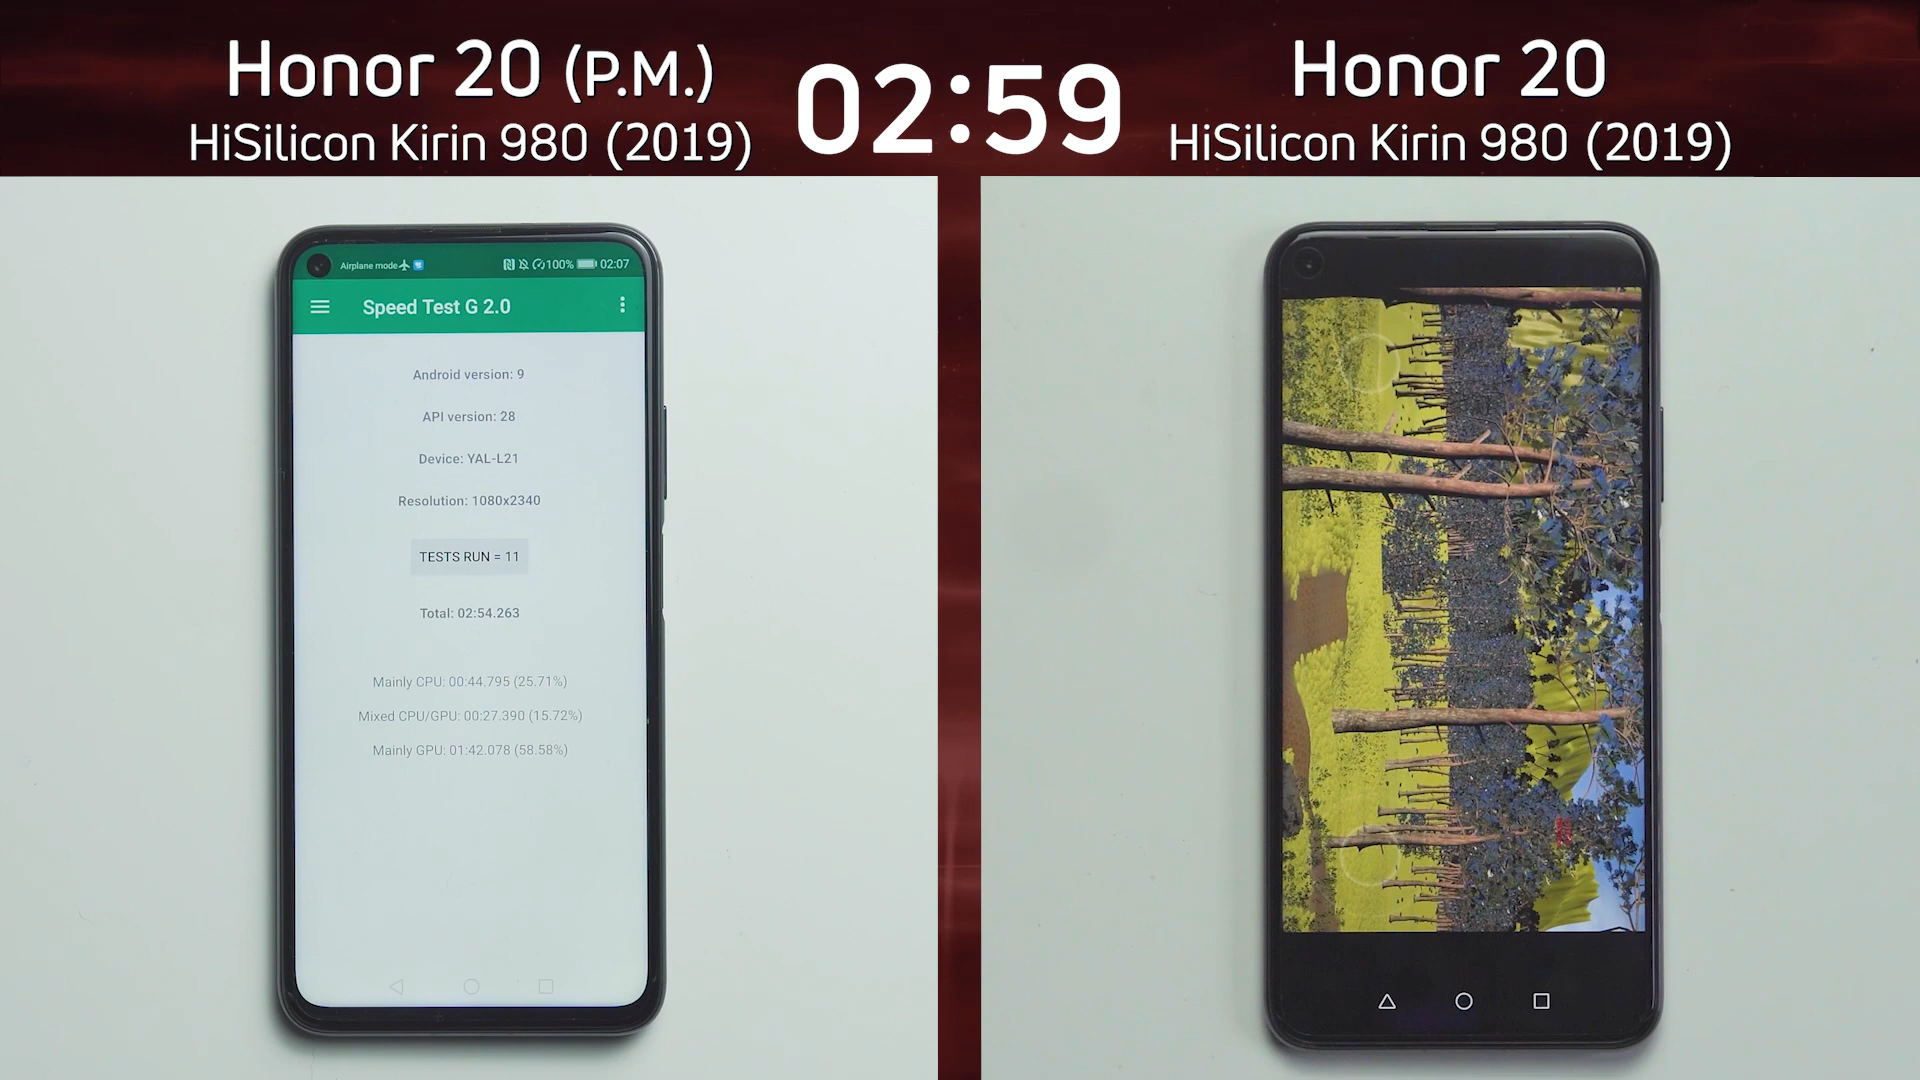 Honor 20 (P.M.)
HiSilicon Kirin 980 (2019)
02:59
Honor 20
HiSilicon Kirin 980 (2019)
Airplane mode 100% 02:07
Speed Test G 2.0
Android version: 9
API version: 28
Device: YAL-L21
Resolution: 1080x2340
TESTS RUN = 11
Total: 02:54.263
Mainly CPU: 00:44.795 (25.71%)
Mixed CPU/GPU: 00:27.390 (15.72%)
Mainly GPU: 01:42.078 (58.58%)